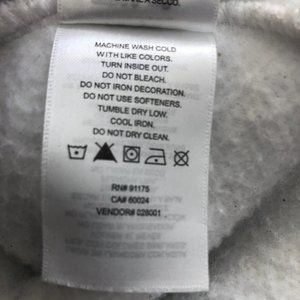 MACHINE WASH COLD
WITH LIKE COLORS.
TURN INSIDE OUT.
DO NOT BLEACH.
DO NOT IRON DECORATION.
DO NOT USE SOFTENERS.
TUMBLE DRY LOW.
COOL IRON.
DO NOT DRY CLEAN.
RN# 91175
CA# 60024
VENDOR# 026001